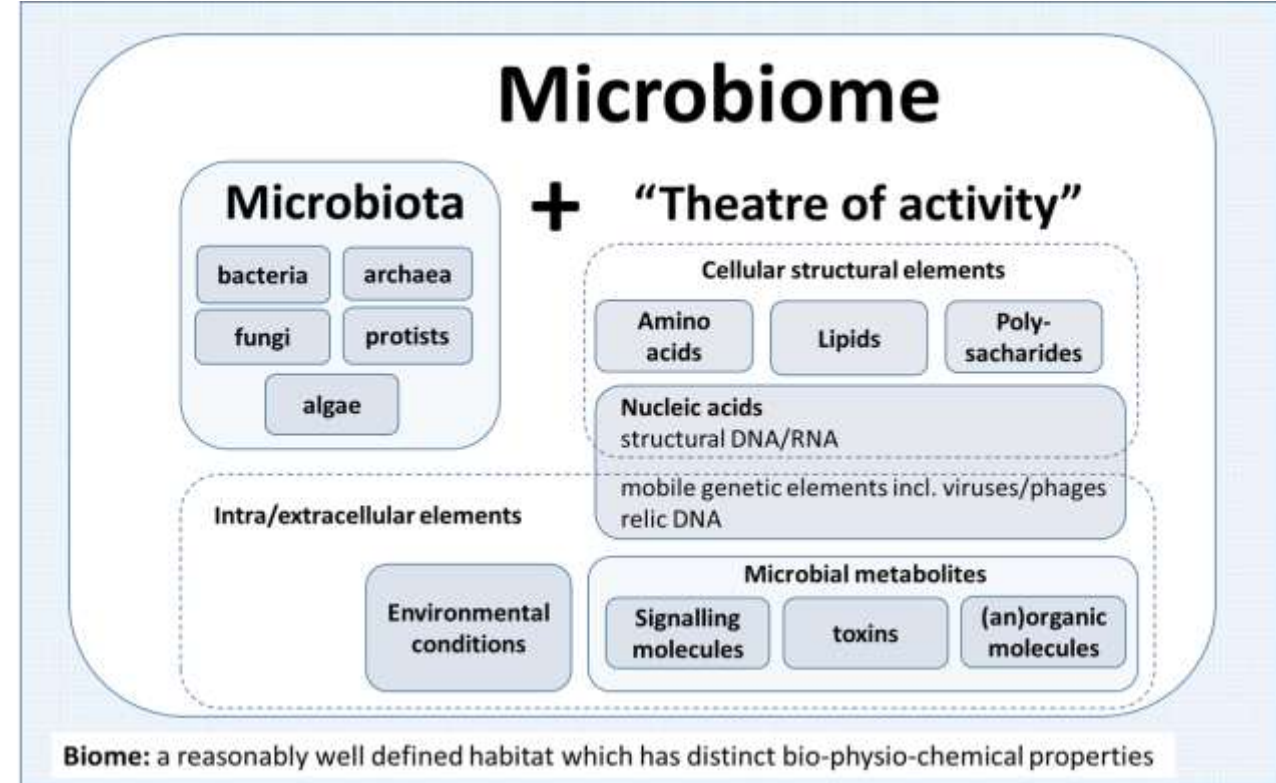 Microbiome
Microbiota + “Theatre of activity”
bacteria archaea
fungi protists
algae
Cellular structural elements
Amino
acids
Lipids
Poly-
sacharides
Nucleic acids
structural DNA/RNA
mobile genetic elements incl. viruses/phages
relic DNA
Intra/extracellular elements
Environmental
conditions
Microbial metabolites
Signalling
molecules
toxins
(an)organic
molecules
Biome: a reasonably well defined habitat which has distinct bio-physio-chemical properties